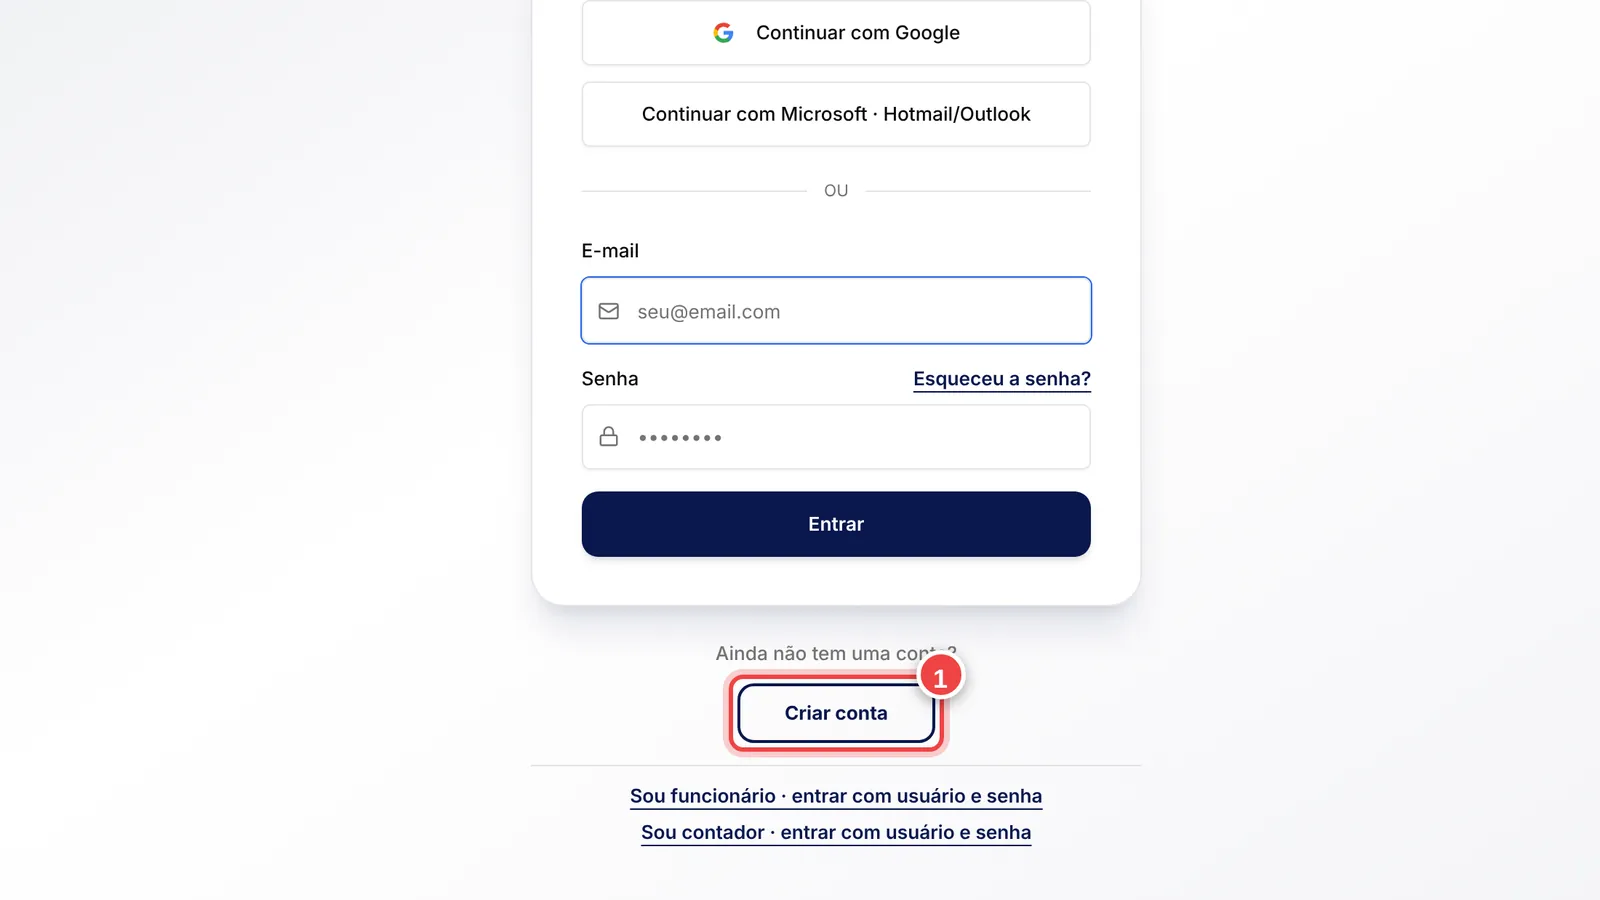 Continuar com Google
Continuar com Microsoft · Hotmail/Outlook
OU
E-mail
seu@email.com
Senha
Esqueceu a senha?
Entrar
Ainda não tem uma conta?
1
Criar conta
Sou funcionário · entrar com usuário e senha
Sou contador · entrar com usuário e senha